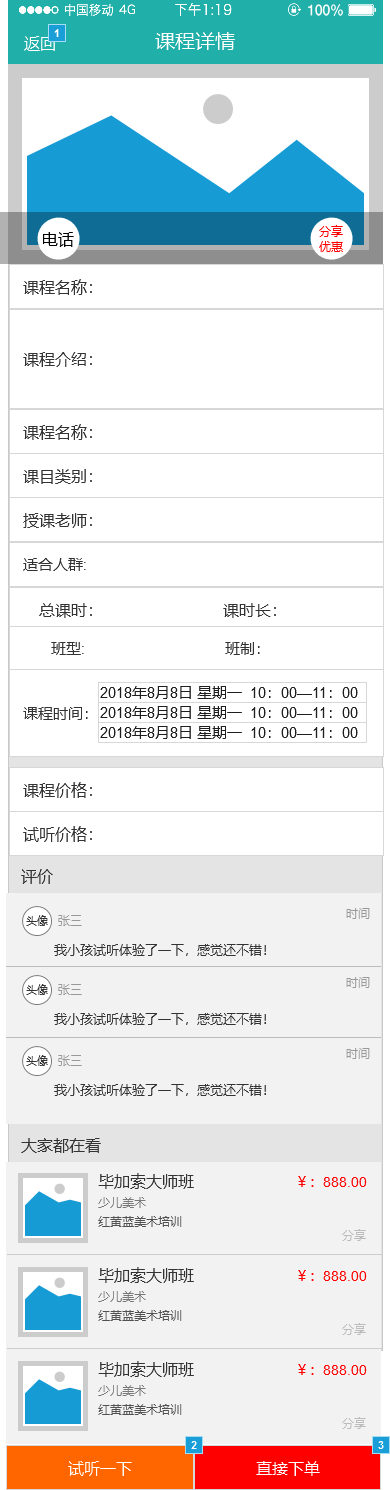 中国移动 4G 下午1:19 100%
返回 1 课程详情
电话 分享
优惠
课程名称：
课程介绍：
课程名称：
课目类别：
授课老师：
适合人群:
总课时： 课时长：
班型: 班制：
课程时间： 2018年8月8日 星期一 10：00—11：00
2018年8月8日 星期一 10：00—11：00
2018年8月8日 星期一 10：00—11：00
课程价格：
试听价格：
评价
头像 张三 时间
我小孩试听体验了一下，感觉还不错！
头像 张三 时间
我小孩试听体验了一下，感觉还不错！
头像 张三 时间
我小孩试听体验了一下，感觉还不错！
大家都在看
毕加索大师班 ￥：888.00
少儿美术
红黄蓝美术培训
分享
毕加索大师班 ￥：888.00
少儿美术
红黄蓝美术培训
分享
毕加索大师班 ￥：888.00
少儿美术
红黄蓝美术培训
分享
试听一下 2 直接下单 3